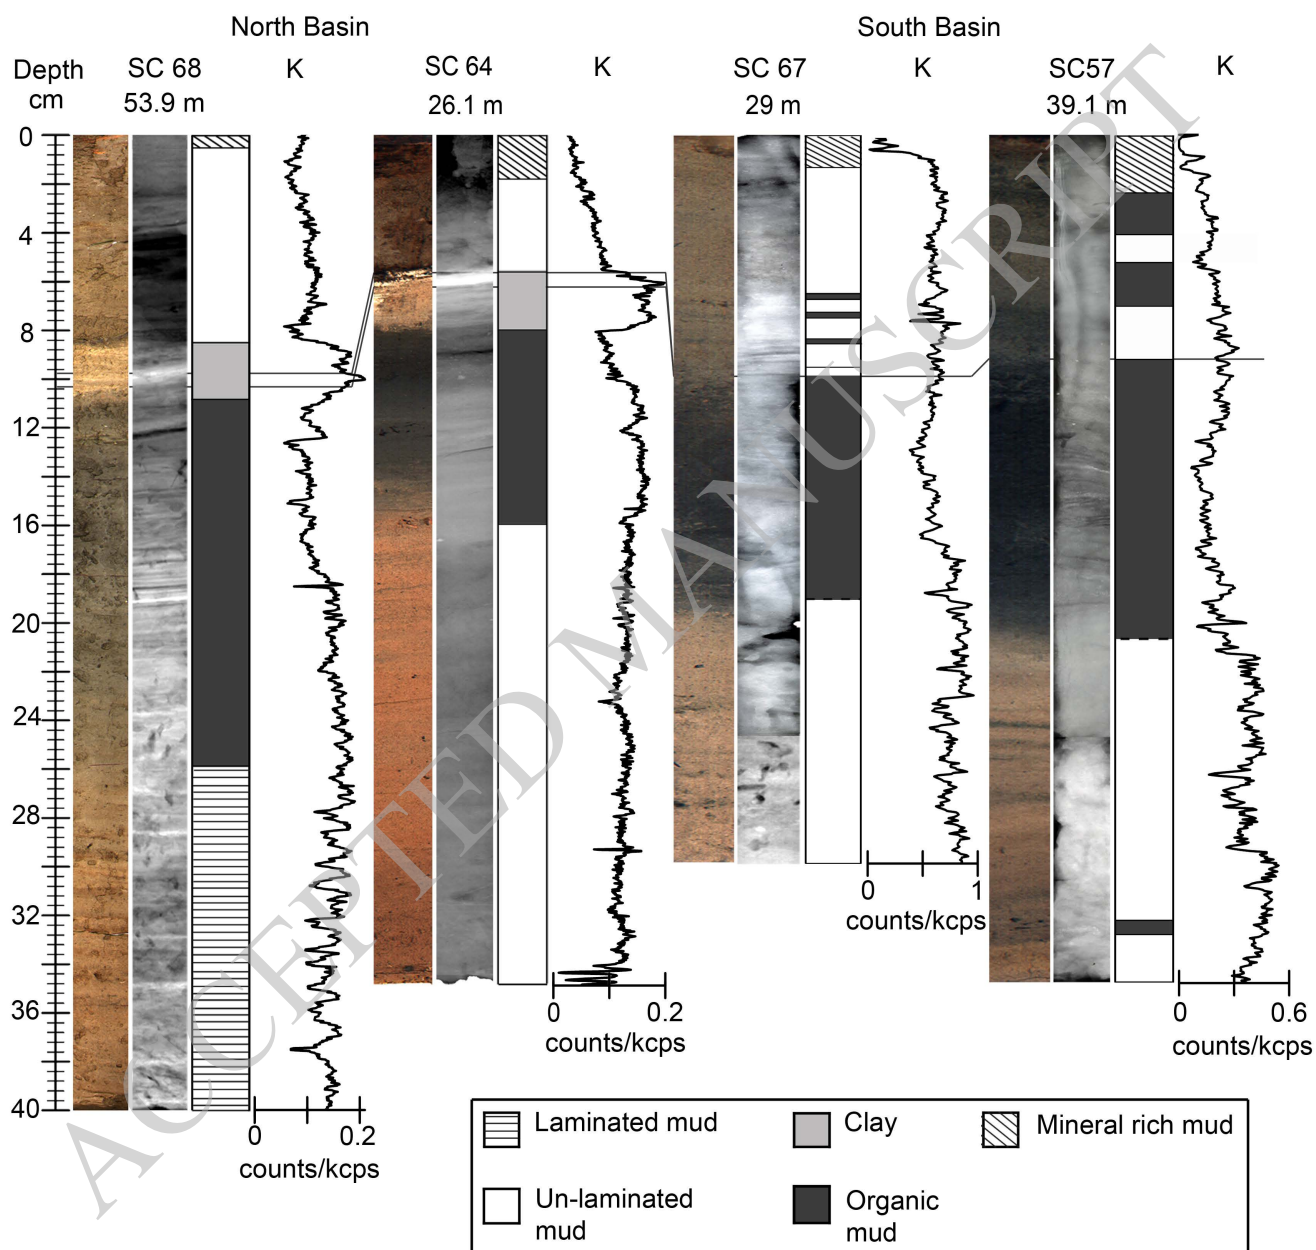 North Basin
South Basin
Depth
cm
SC 68
53.9 m
K
SC 64
26.1 m
K
SC 67
29 m
K
SC57
39.1 m
K
0
4
8
12
16
20
24
28
32
36
40
0
0.2
counts/kcps
0
0.2
counts/kcps
0
1
counts/kcps
0
0.6
counts/kcps
ACCEPTED MANUSCRIPT
Laminated mud
Clay
Mineral rich mud
Un-laminated
mud
Organic
mud